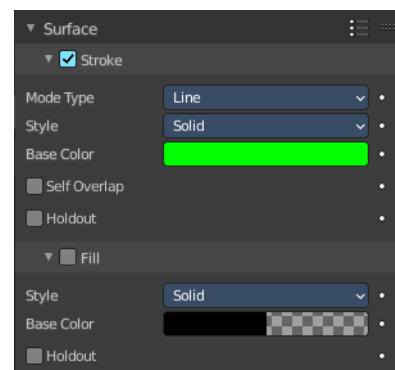 Surface
Stroke
Mode Type Line
Style Solid
Base Color
Self Overlap
Holdout
Fill
Style Solid
Base Color
Holdout